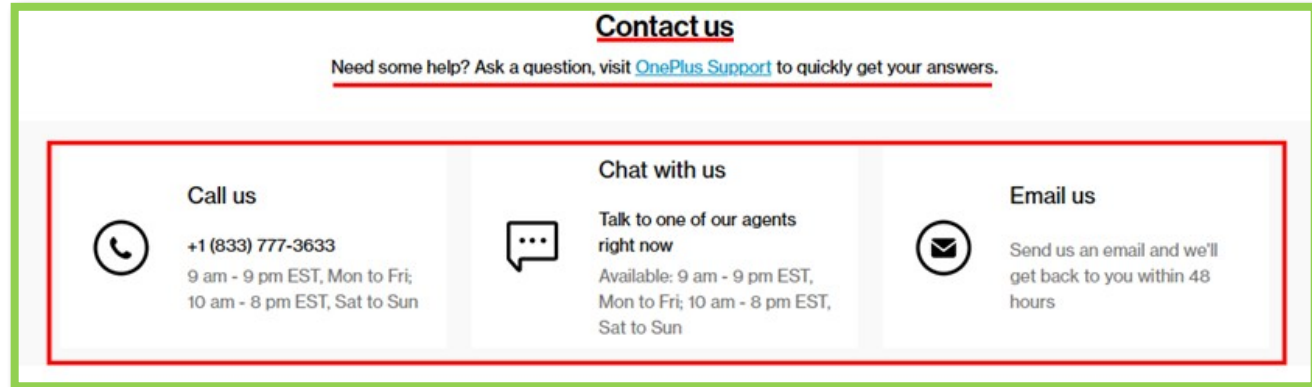 Contact us
Need some help? Ask a question, visit OnePlus Support to quickly get your answers.
Call us
+1 (833) 777-3633
9 am - 9 pm EST, Mon to Fri;
10 am - 8 pm EST, Sat to Sun
Chat with us
Talk to one of our agents
right now
Available: 9 am - 9 pm EST,
Mon to Fri; 10 am - 8 pm EST,
Sat to Sun
Email us
Send us an email and we'll
get back to you within 48
hours